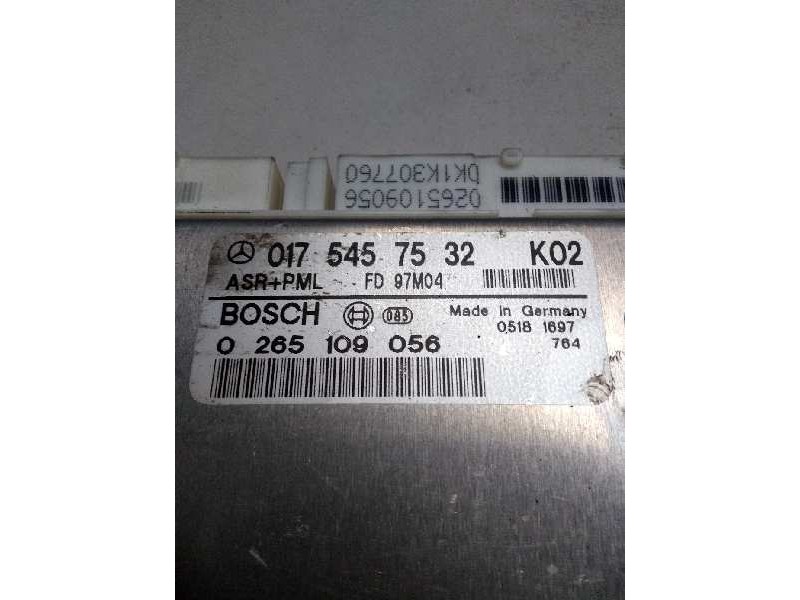 0265109056
DK1K307760
017 545 75 32 K02
ASR+PML FD 97M04
BOSCH 085 Made in Germany
0518 1697
0 265 109 056 764